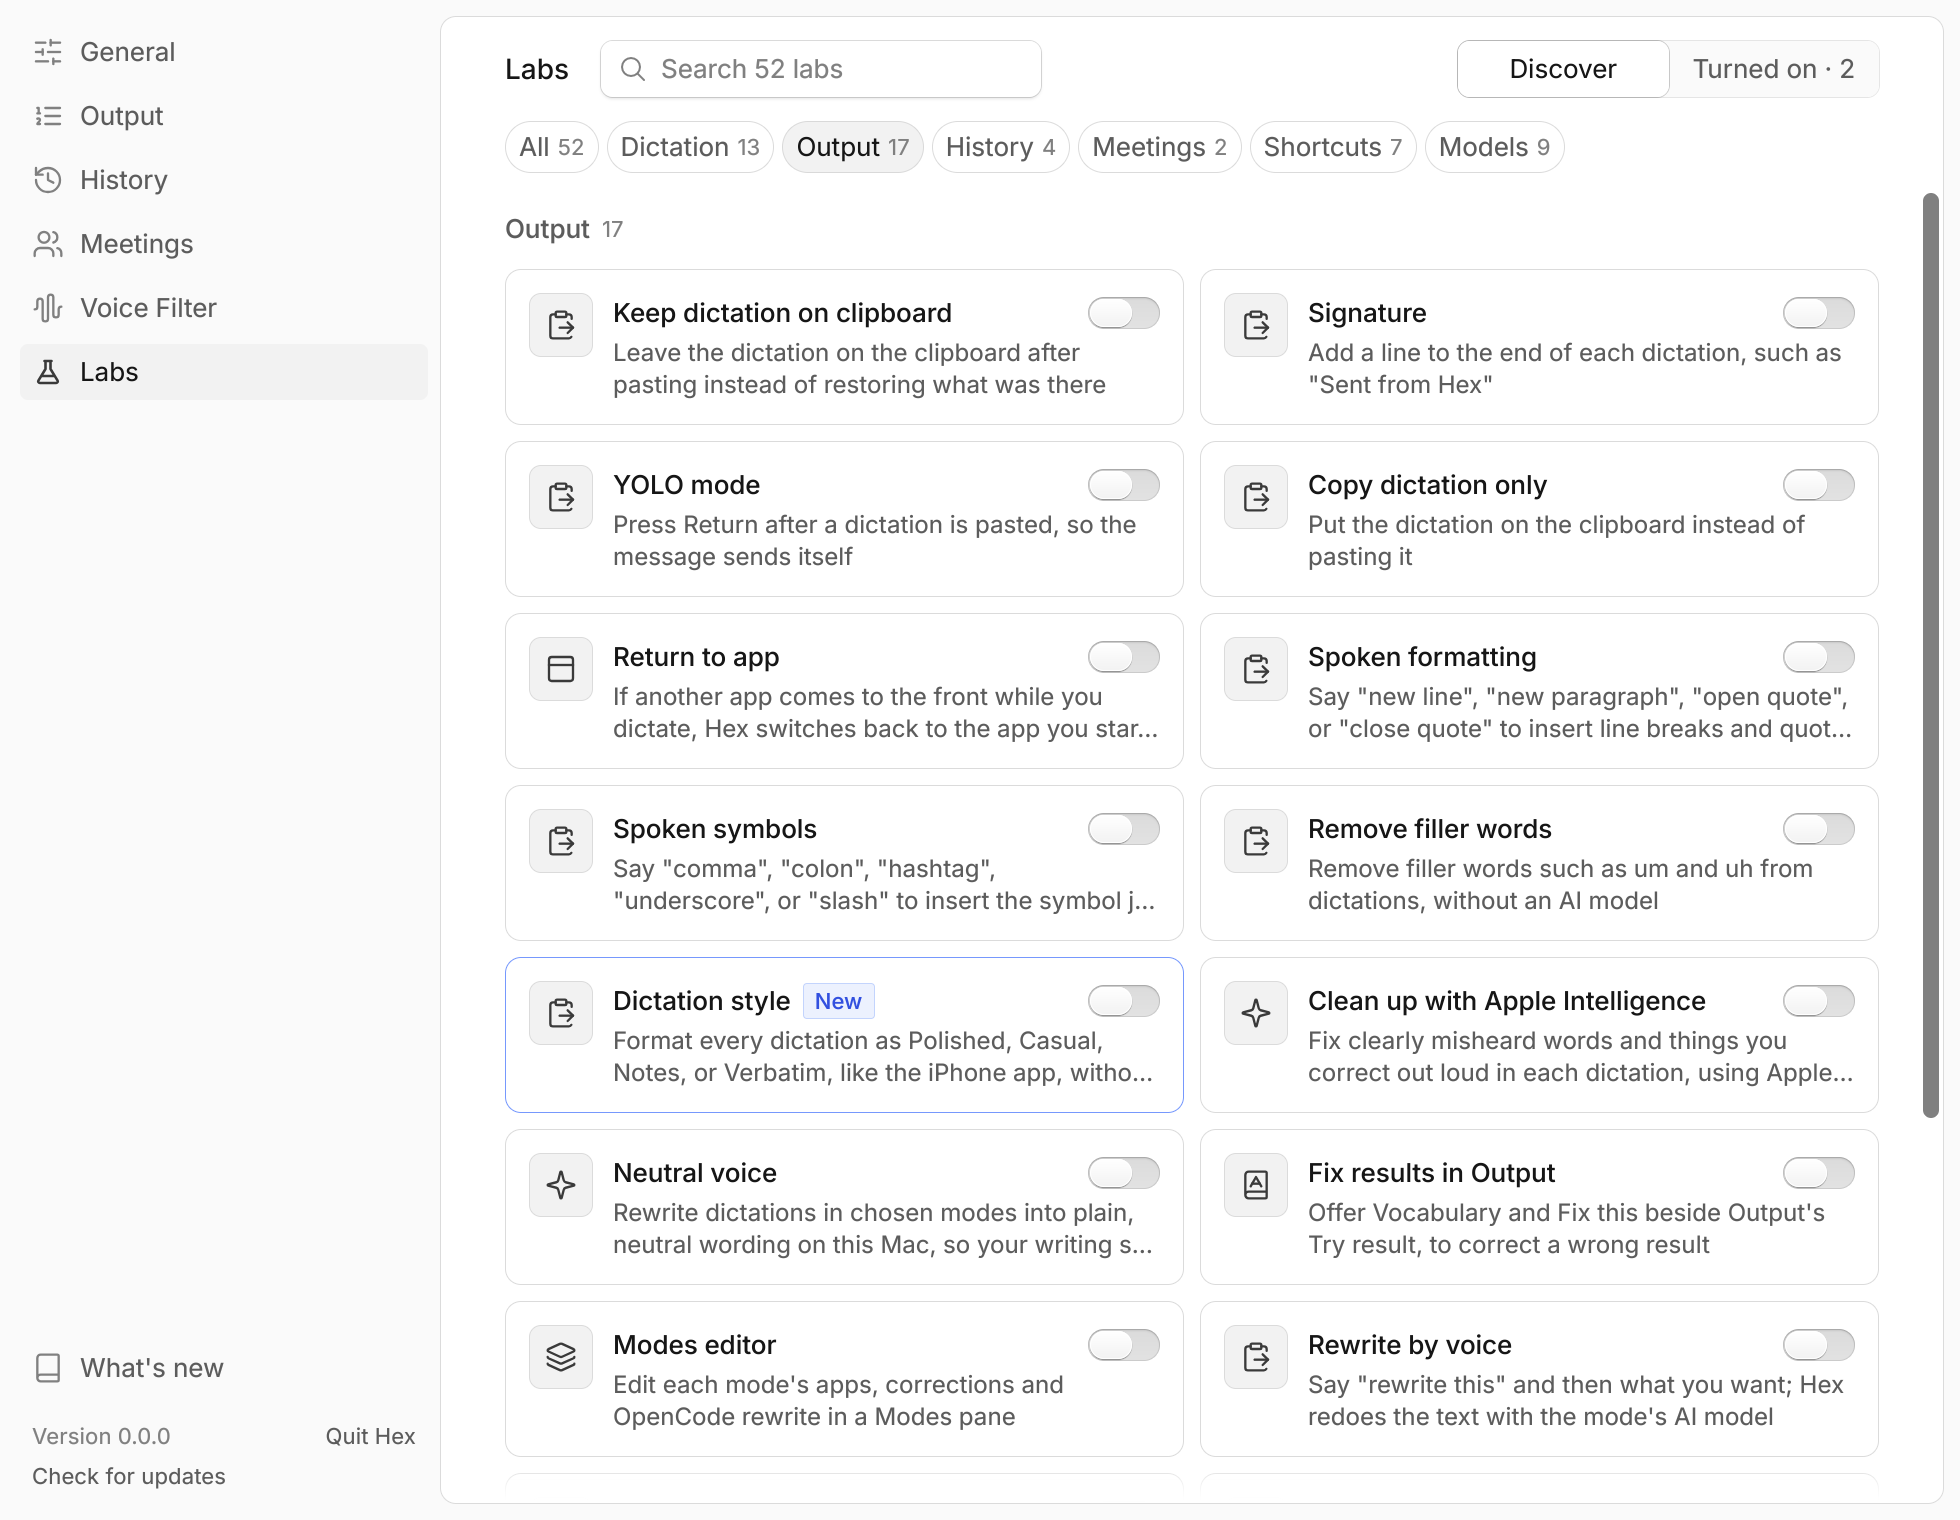 General
Output
History
Meetings
Voice Filter
Labs
What's new
Version 0.0.0
Quit Hex
Check for updates
Labs
Search 52 labs
Discover
Turned on · 2
All 52
Dictation 13
Output 17
History 4
Meetings 2
Shortcuts 7
Models 9
Output 17
Keep dictation on clipboard
Leave the dictation on the clipboard after
pasting instead of restoring what was there
Signature
Add a line to the end of each dictation, such as
"Sent from Hex"
YOLO mode
Press Return after a dictation is pasted, so the
message sends itself
Copy dictation only
Put the dictation on the clipboard instead of
pasting it
Return to app
If another app comes to the front while you
dictate, Hex switches back to the app you star...
Spoken formatting
Say "new line", "new paragraph", "open quote",
or "close quote" to insert line breaks and quot...
Spoken symbols
Say "comma", "colon", "hashtag",
"underscore", or "slash" to insert the symbol j...
Remove filler words
Remove filler words such as um and uh from
dictations, without an AI model
Dictation style New
Format every dictation as Polished, Casual,
Notes, or Verbatim, like the iPhone app, witho...
Clean up with Apple Intelligence
Fix clearly misheard words and things you
correct out loud in each dictation, using Apple...
Neutral voice
Rewrite dictations in chosen modes into plain,
neutral wording on this Mac, so your writing s...
Fix results in Output
Offer Vocabulary and Fix this beside Output's
Try result, to correct a wrong result
Modes editor
Edit each mode's apps, corrections and
OpenCode rewrite in a Modes pane
Rewrite by voice
Say "rewrite this" and then what you want; Hex
redoes the text with the mode's AI model